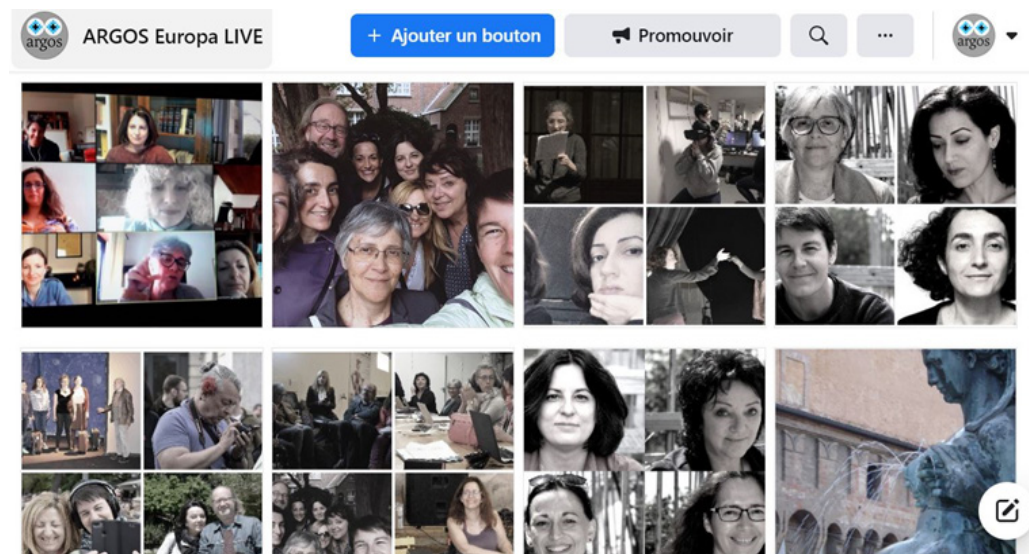 argos
ARGOS Europa LIVE
+ Ajouter un bouton
Promouvoir
...
argos